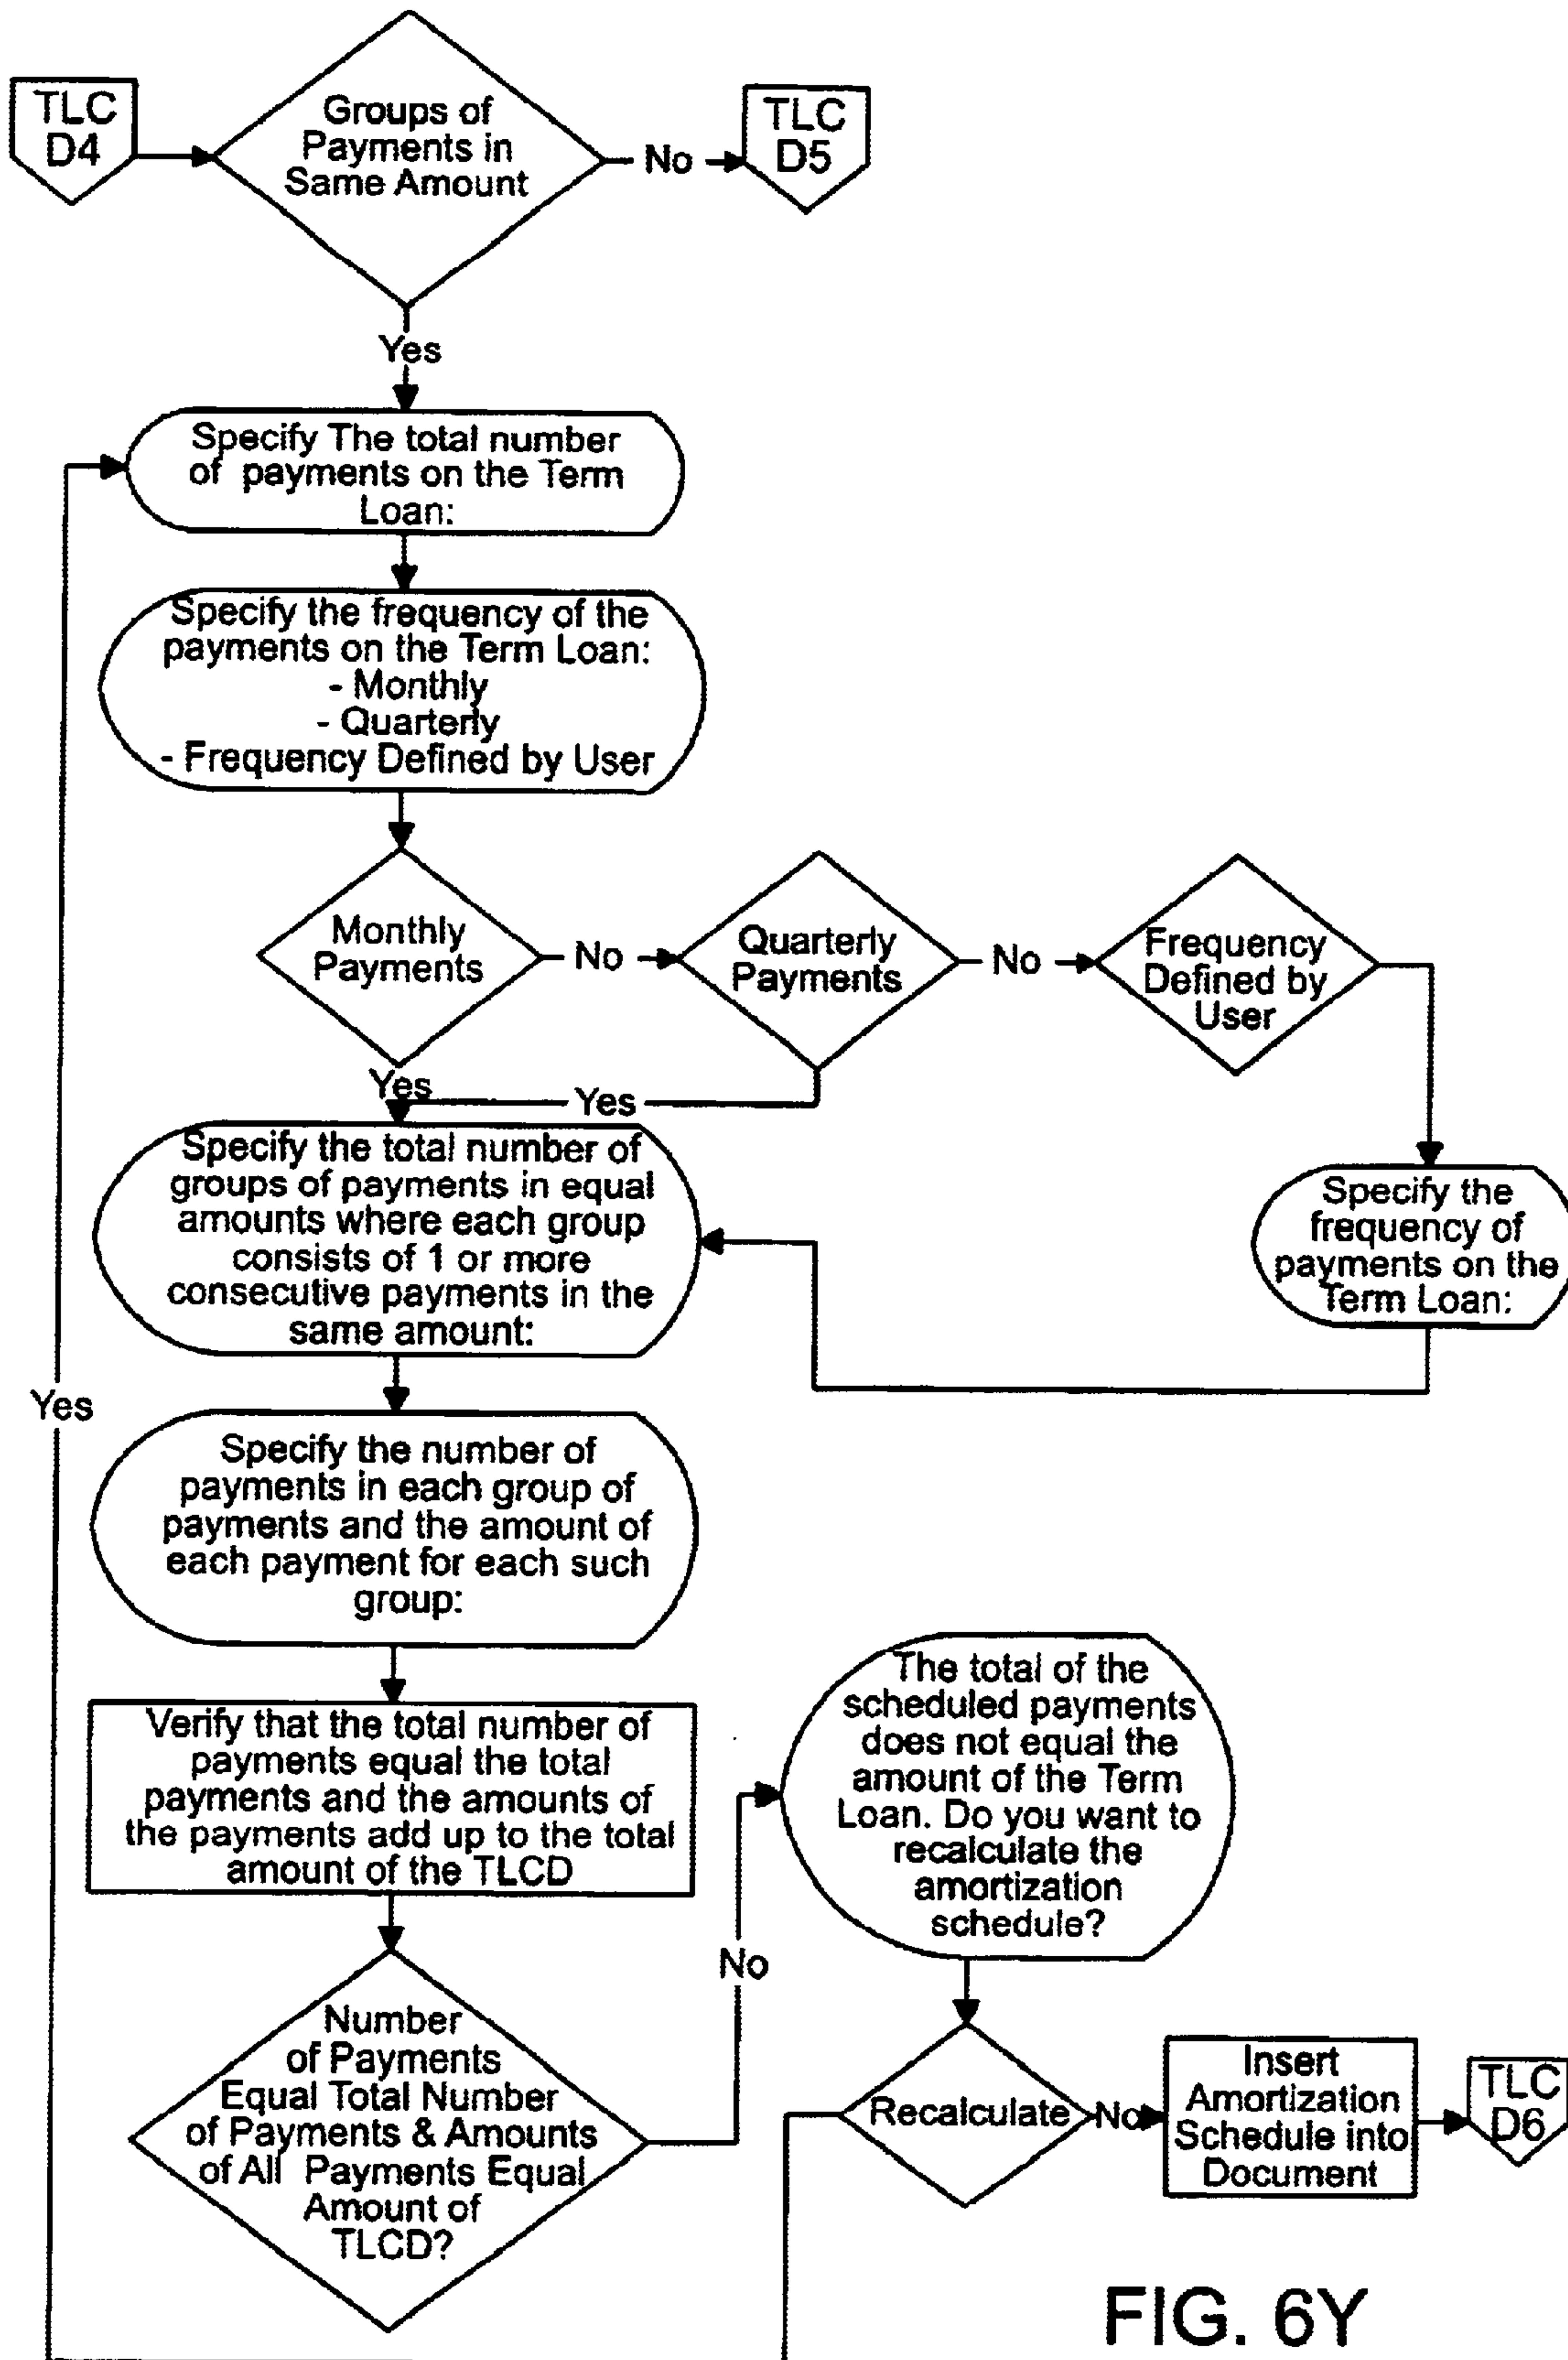 TLC
D4
Groups of
Payments in
Same Amount
No
TLC
D5
Yes
Specify The total number
of payments on the Term
Loan:
Specify the frequency of the
payments on the Term Loan:
- Monthly
- Quarterly
- Frequency Defined by User
Monthly
Payments
No
Quarterly
Payments
No
Frequency
Defined by
User
Yes
Yes
Specify the total number of
groups of payments in equal
amounts where each group
consists of 1 or more
consecutive payments in the
same amount:
Specify the
frequency of
payments on the
Term Loan:
Yes
Specify the number of
payments in each group of
payments and the amount of
each payment for each such
group:
Verify that the total number of
payments equal the total
payments and the amounts of
the payments add up to the total
amount of the TLCD
The total of the
scheduled payments
does not equal the
amount of the Term
Loan. Do you want to
recalculate the
amortization
schedule?
No
Number
of Payments
Equal Total Number
of Payments & Amounts
of All Payments Equal
Amount of
TLCD?
Recalculate
No
Insert
Amortization
Schedule into
Document
TLC
D6
FIG. 6Y